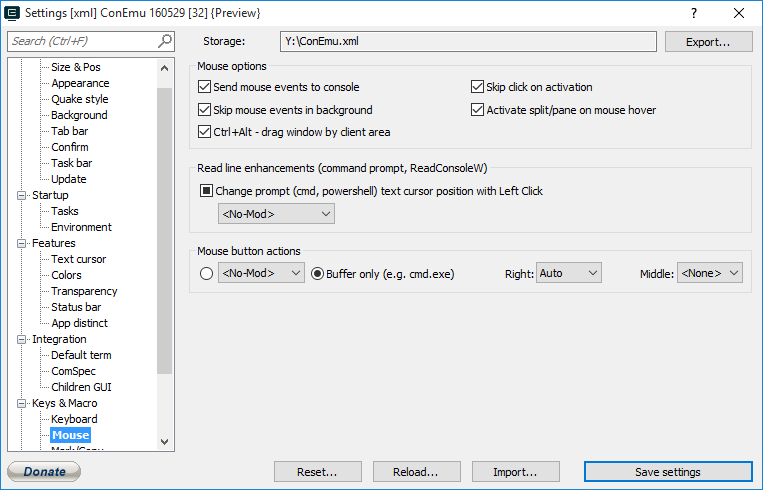 Settings [xml] ConEmu 160529 [32] {Preview}
?
Search (Ctrl+F)
Storage:
Y:\ConEmu.xml
Export...
Size & Pos
Appearance
Quake style
Background
Tab bar
Confirm
Task bar
Update
Startup
Tasks
Environment
Features
Text cursor
Colors
Transparency
Status bar
App distinct
Integration
Default term
ComSpec
Children GUI
Keys & Macro
Keyboard
Mouse
Mark/Copy
Mouse options
Send mouse events to console
Skip click on activation
Skip mouse events in background
Activate split/pane on mouse hover
Ctrl+Alt - drag window by client area
Read line enhancements (command prompt, ReadConsoleW)
Change prompt (cmd, powershell) text cursor position with Left Click
<No-Mod>
Mouse button actions
<No-Mod>
Buffer only (e.g. cmd.exe)
Right:
Auto
Middle:
<None>
Donate
Reset...
Reload...
Import...
Save settings